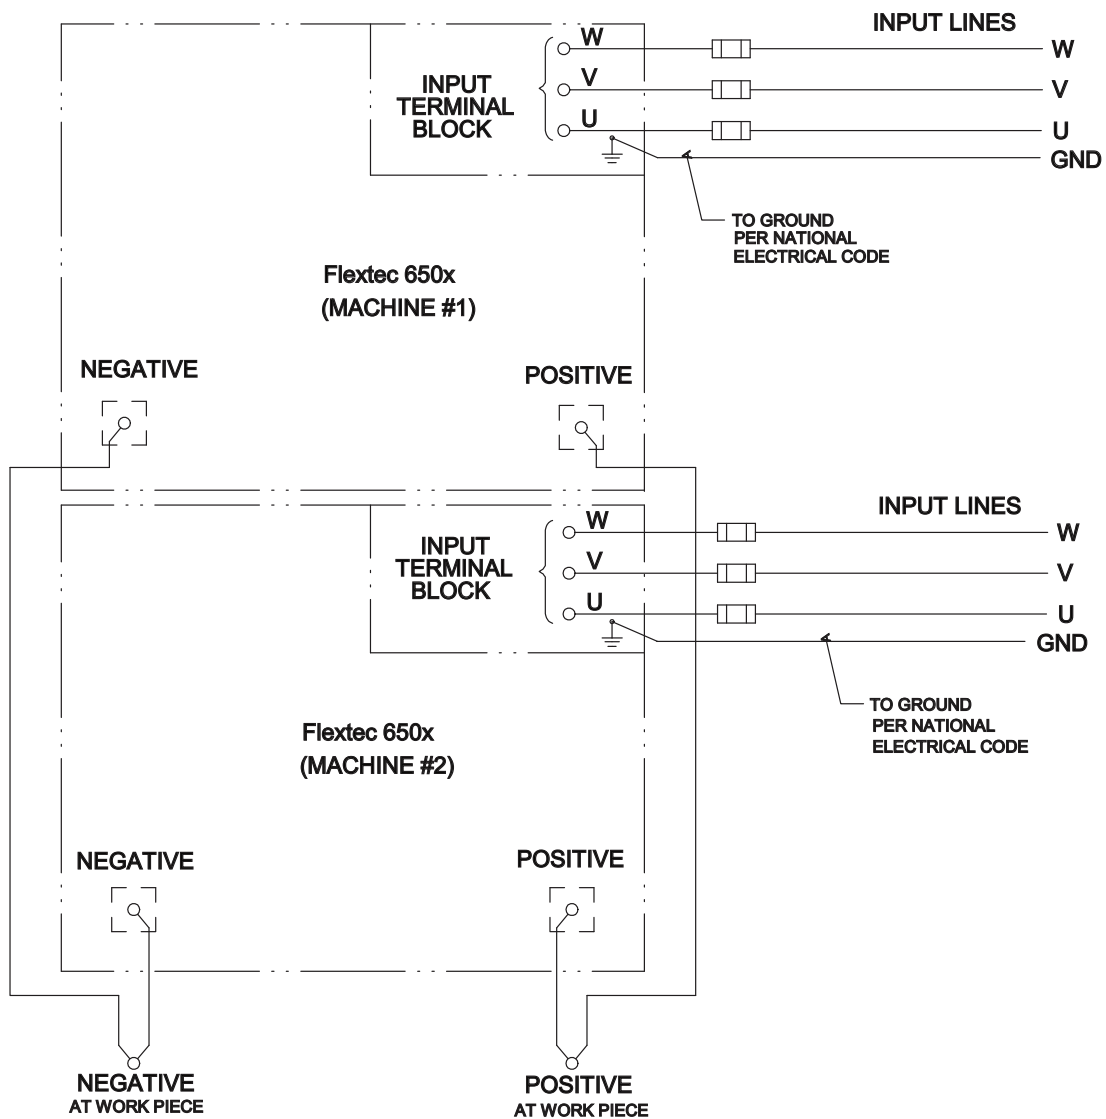 INPUT LINES
W
W
V
V
U
U
GND
INPUT
TERMINAL
BLOCK
TO GROUND
PER NATIONAL
ELECTRICAL CODE
Flextec 650x
(MACHINE #1)
NEGATIVE
POSITIVE
INPUT LINES
W
W
V
V
U
U
GND
INPUT
TERMINAL
BLOCK
TO GROUND
PER NATIONAL
ELECTRICAL CODE
Flextec 650x
(MACHINE #2)
NEGATIVE
POSITIVE
NEGATIVE
AT WORK PIECE
POSITIVE
AT WORK PIECE